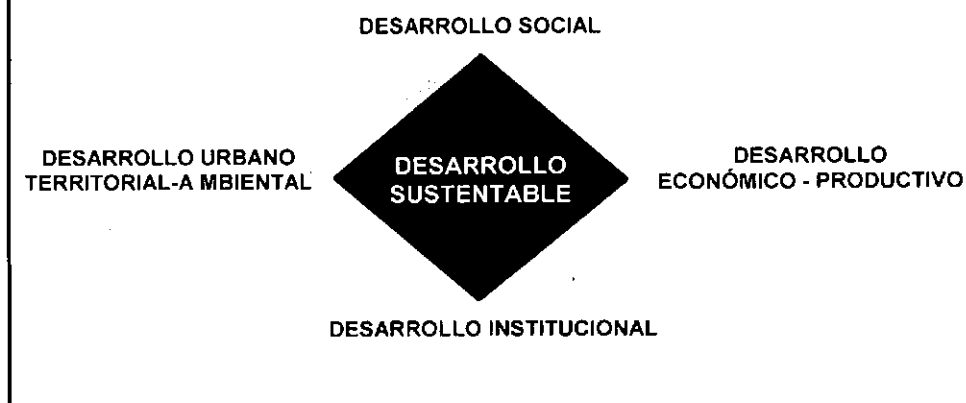 DESARROLLO SOCIAL
DESARROLLO URBANO
TERRITORIAL-A MBIENTAL
DESARROLLO
SUSTENTABLE
DESARROLLO
ECONÓMICO - PRODUCTIVO
DESARROLLO INSTITUCIONAL